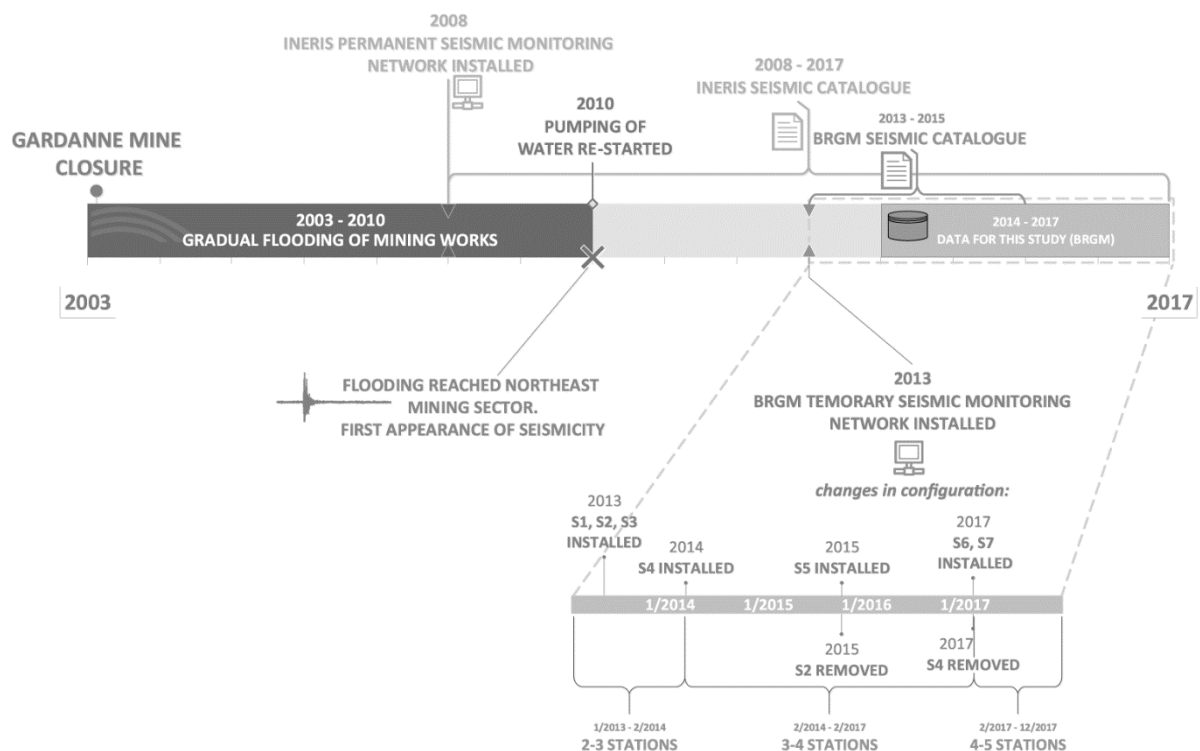 2008
INERIS PERMANENT SEISMIC MONITORING
NETWORK INSTALLED
2008 - 2017
INERIS SEISMIC CATALOGUE
2010
PUMPING OF
WATER RE-STARTED
2013 - 2015
BRGM SEISMIC CATALOGUE
GARDANNE MINE
CLOSURE
2003 - 2010
GRADUAL FLOODING OF MINING WORKS
2014 - 2017
DATA FOR THIS STUDY (BRGM)
2003
2017
FLOODING REACHED NORTHEAST
MINING SECTOR.
FIRST APPEARANCE OF SEISMICITY
2013
BRGM TEMORARY SEISMIC MONITORING
NETWORK INSTALLED
changes in configuration:
2013
S1, S2, S3
INSTALLED
2014
S4 INSTALLED
2015
S5 INSTALLED
2017
S6, S7
INSTALLED
1/2014
1/2015
1/2016
1/2017
2015
S2 REMOVED
2017
S4 REMOVED
1/2013 - 2/2014
2-3 STATIONS
2/2014 - 2/2017
3-4 STATIONS
2/2017 - 12/2017
4-5 STATIONS